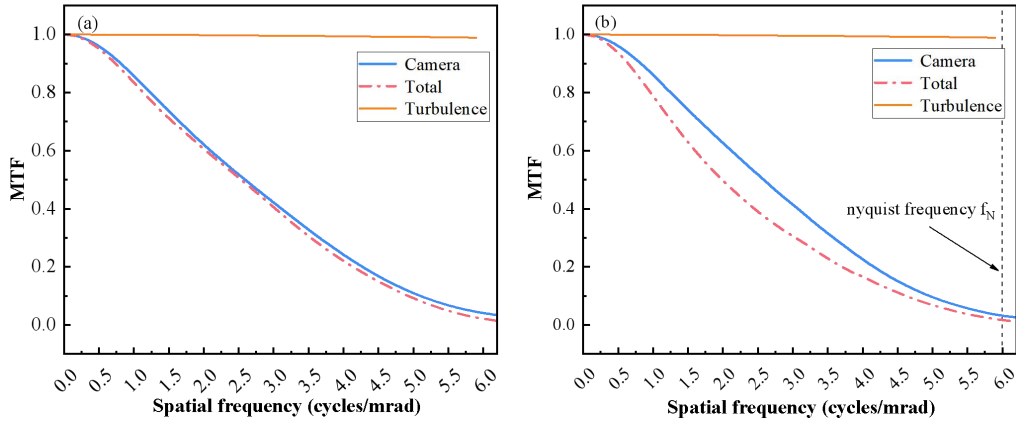 (a)
1.0
0.8
0.6
0.4
0.2
0.0
MTF
Camera
Total
Turbulence
0.0 0.5 1.0 1.5 2.0 2.5 3.0 3.5 4.0 4.5 5.0 5.5 6.0
Spatial frequency (cycles/mrad)
(b)
1.0
0.8
0.6
0.4
0.2
0.0
MTF
Camera
Total
Turbulence
nyquist frequency f_N
0.0 0.5 1.0 1.5 2.0 2.5 3.0 3.5 4.0 4.5 5.0 5.5 6.0
Spatial frequency (cycles/mrad)